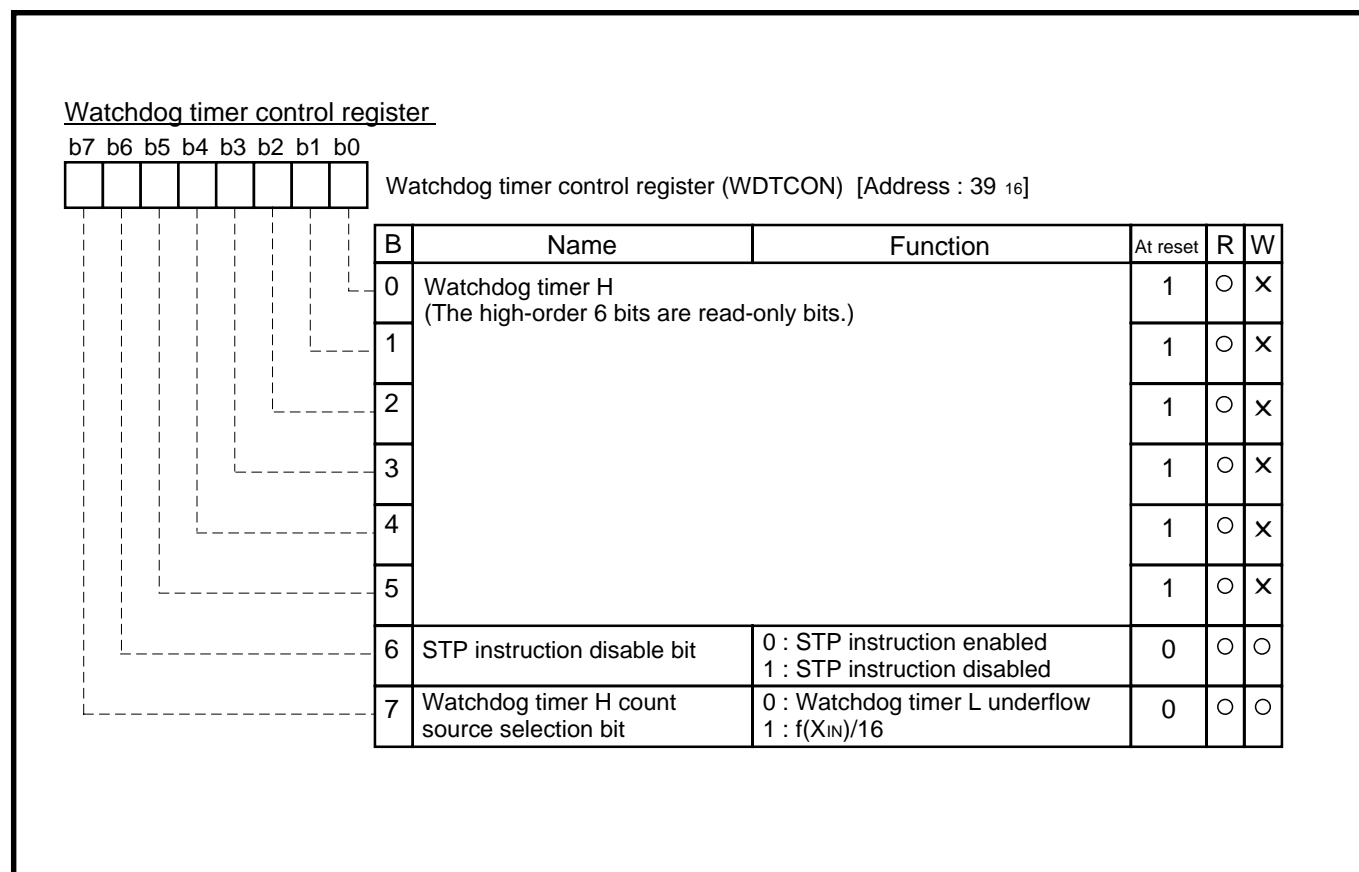 Watchdog timer control register
b7 b6 b5 b4 b3 b2 b1 b0
Watchdog timer control register (WDTCON) [Address : 39 16]
B Name Function At reset R W
0 Watchdog timer H 1 ○ ×
(The high-order 6 bits are read-only bits.)
1 1 ○ ×
2 1 ○ ×
3 1 ○ ×
4 1 ○ ×
5 1 ○ ×
6 STP instruction disable bit 0 : STP instruction enabled 0 ○ ○
1 : STP instruction disabled
7 Watchdog timer H count 0 : Watchdog timer L underflow 0 ○ ○
source selection bit 1 : f(XIN)/16